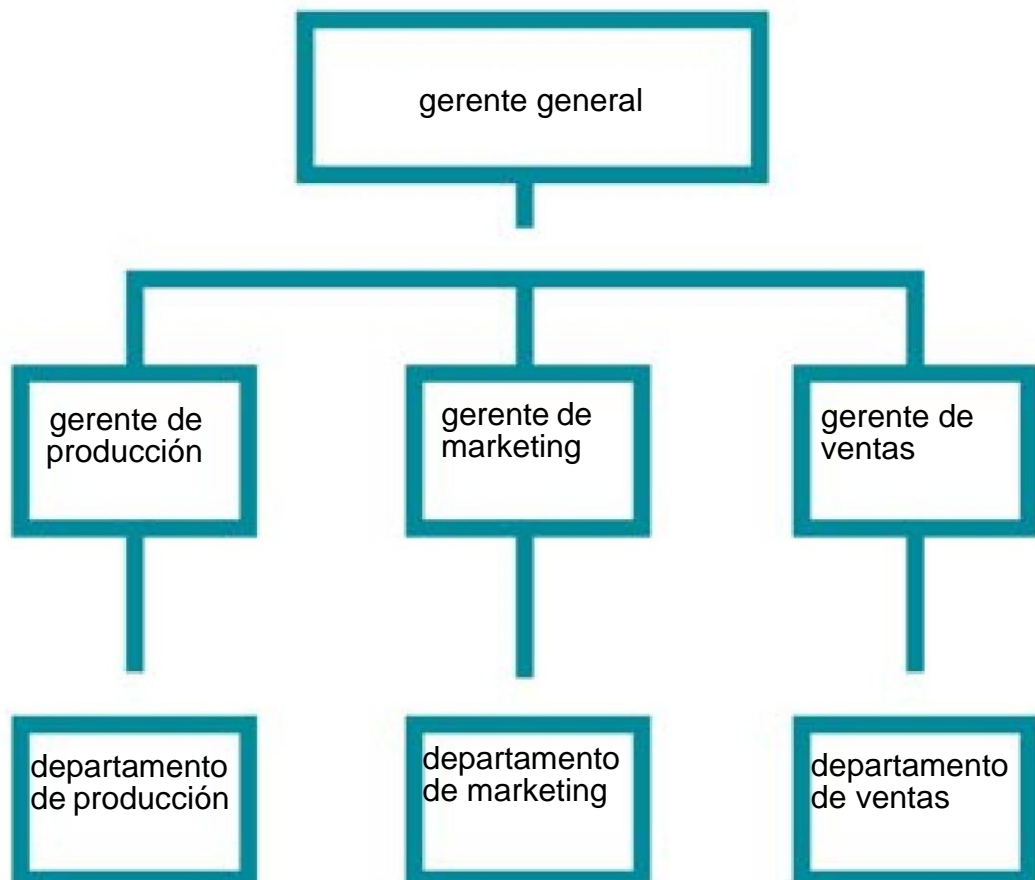 gerente general
gerente de
producción
gerente de
marketing
gerente de
ventas
departamento
de producción
departamento
de marketing
departamento
de ventas